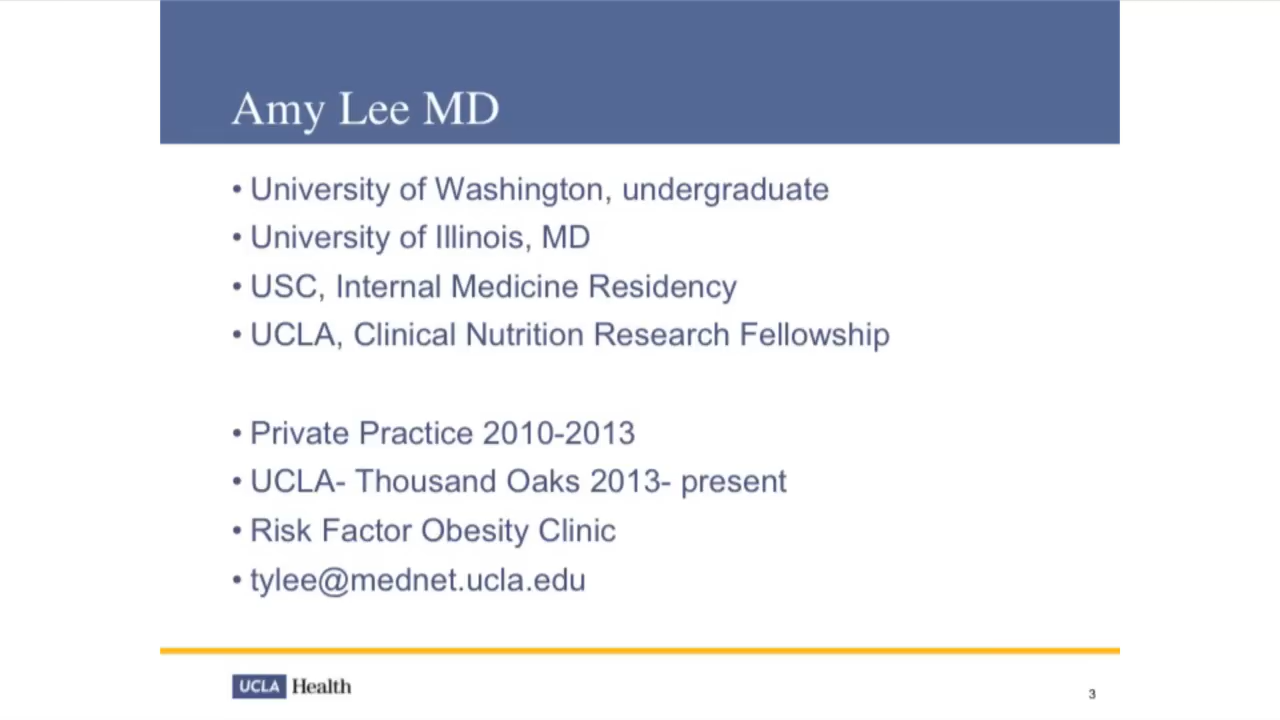 Amy Lee MD
• University of Washington, undergraduate
• University of Illinois, MD
• USC, Internal Medicine Residency
• UCLA, Clinical Nutrition Research Fellowship
• Private Practice 2010-2013
• UCLA- Thousand Oaks 2013- present
• Risk Factor Obesity Clinic
• tylee@mednet.ucla.edu
UCLA Health
3